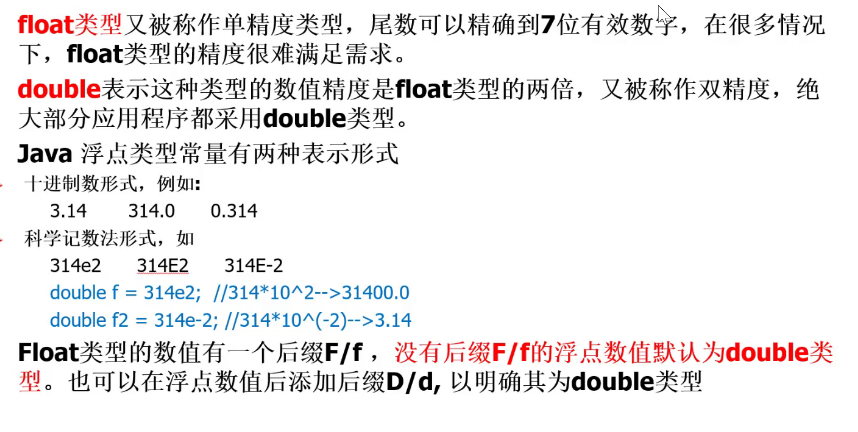 float类型又被称作单精度类型，尾数可以精确到7位有效数字，在很多情况
下，float类型的精度很难满足需求。
double表示这种类型的数值精度是float类型的两倍，又被称作双精度，绝
大部分应用程序都采用double类型。
Java 浮点类型常量有两种表示形式
十进制数形式，例如:
3.14 314.0 0.314
科学记数法形式，如
314e2 314E2 314E-2
double f = 314e2; //314*10^2-->31400.0
double f2 = 314e-2; //314*10^(-2)-->3.14
Float类型的数值有一个后缀F/f ，没有后缀F/f的浮点数值默认为double类
型。也可以在浮点数值后添加后缀D/d, 以明确其为double类型